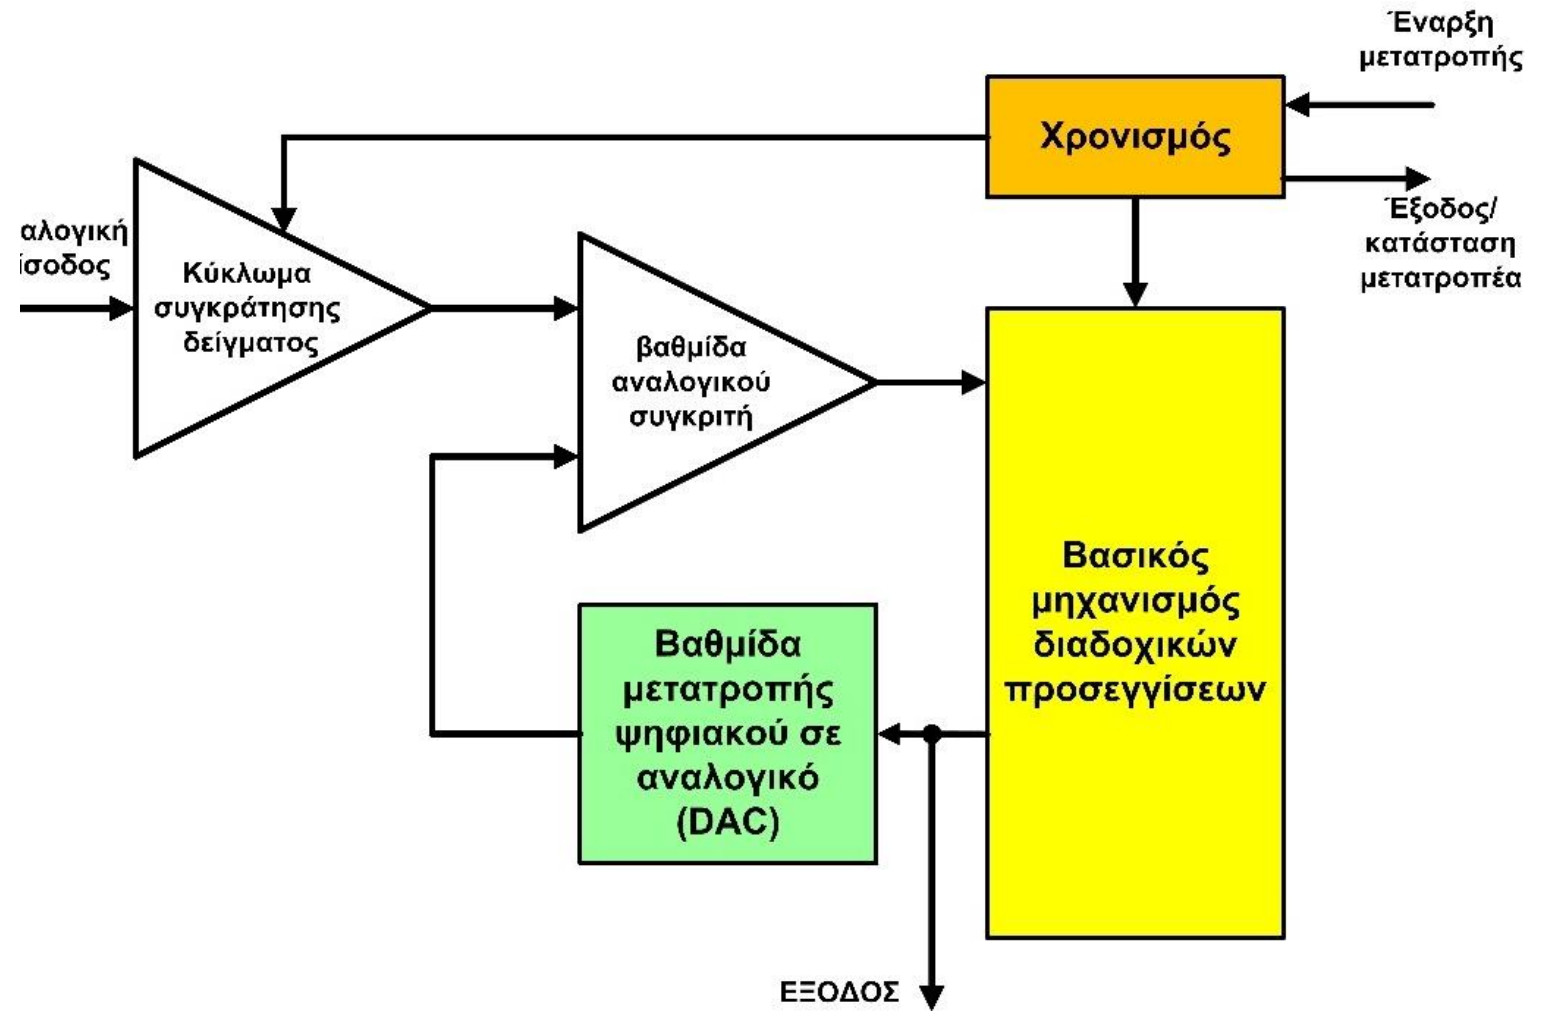 Έναρξη
μετατροπής
Χρονισμός
Έξοδος/
κατάσταση
μετατροπέα
αλογική
ίσοδος
Κύκλωμα
συγκράτησης
δείγματος
βαθμίδα
αναλογικού
συγκριτή
Βασικός
μηχανισμός
διαδοχικών
προσεγγίσεων
Βαθμίδα
μετατροπής
ψηφιακού σε
αναλογικό
(DAC)
ΕΞΟΔΟΣ